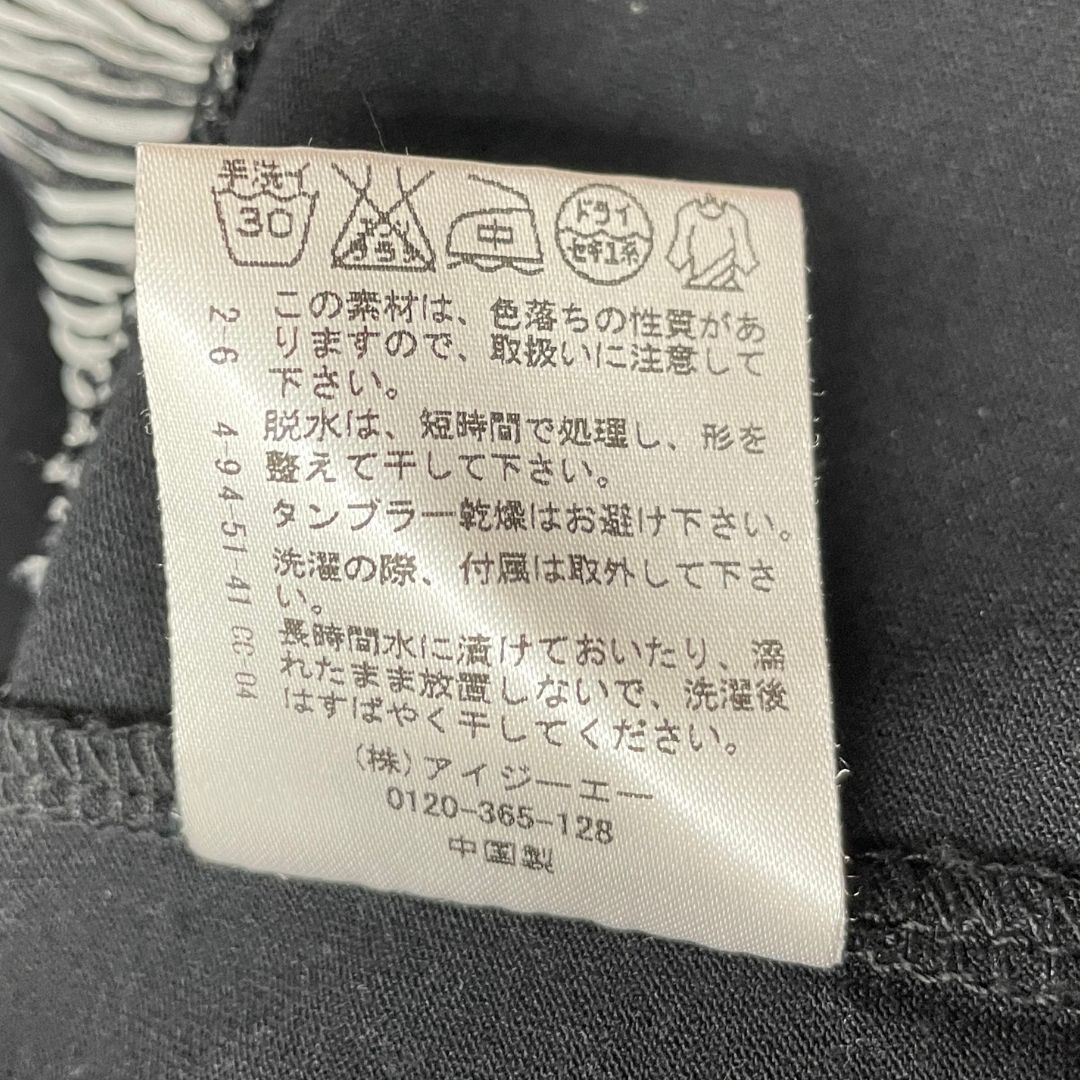 手洗イ
30
エンソ
サラシ
中
ドライ
セキユ系
この素材は、色落ちの性質があ
りますので、取扱いに注意して
下さい。
脱水は、短時間で処理し、形を
整えて干して下さい。
タンブラー乾燥はお避け下さい。
洗濯の際、付属は取外して下さ
い。
長時間水に漬けておいたり、濡
れたまま放置しないで、洗濯後
はすばやく干してください。
(株)アイジーエー
0120-365-128
中国製
2-6 4-94-51-41 CC-04